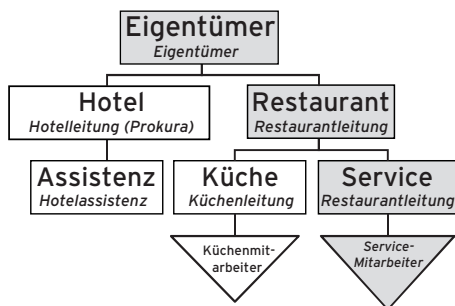 Eigentümer
Eigentümer
Hotel
Hotelleitung (Prokura)
Restaurant
Restaurantleitung
Assistenz
Hotelassistenz
Küche
Küchenleitung
Service
Restaurantleitung
Küchenmit-
arbeiter
Service-
Mitarbeiter